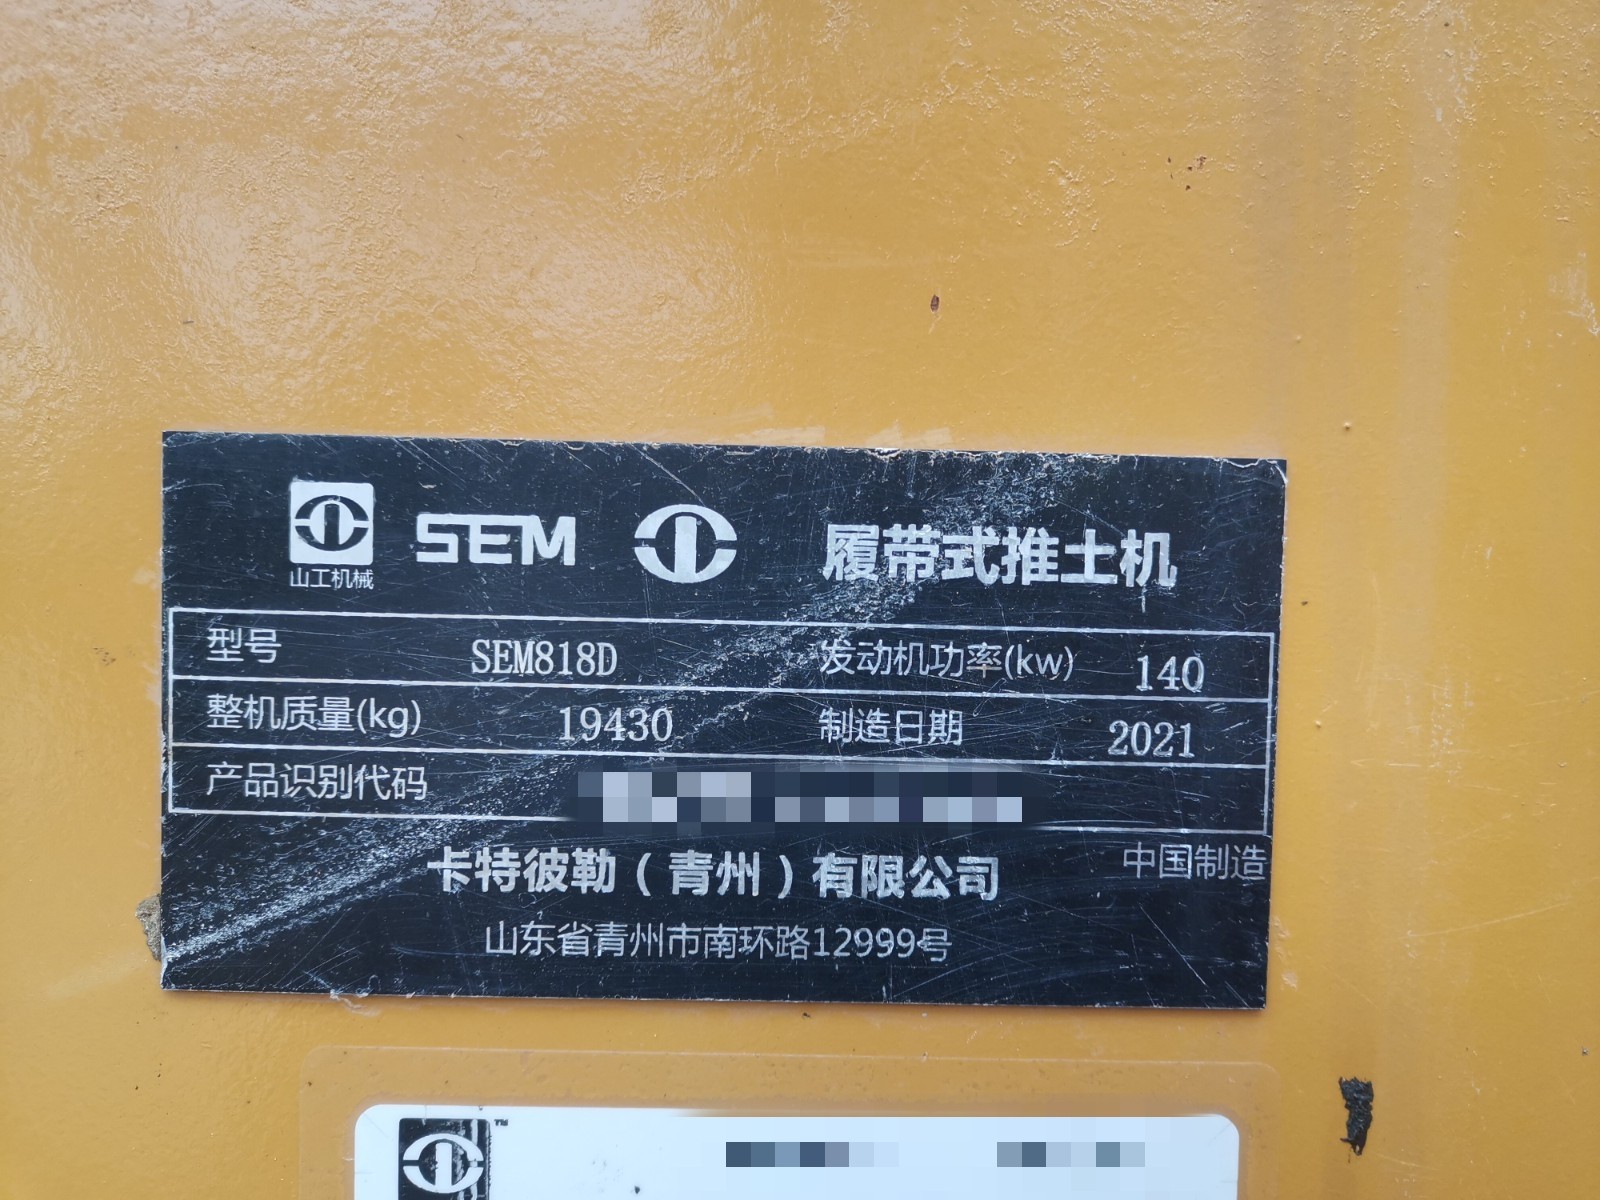 山工机械 SEM 履带式推土机
型号 SEM818D 发动机功率(kw) 140
整机质量(kg) 19430 制造日期 2021
产品识别代码
卡特彼勒（青州）有限公司 中国制造
山东省青州市南环路12999号
TM